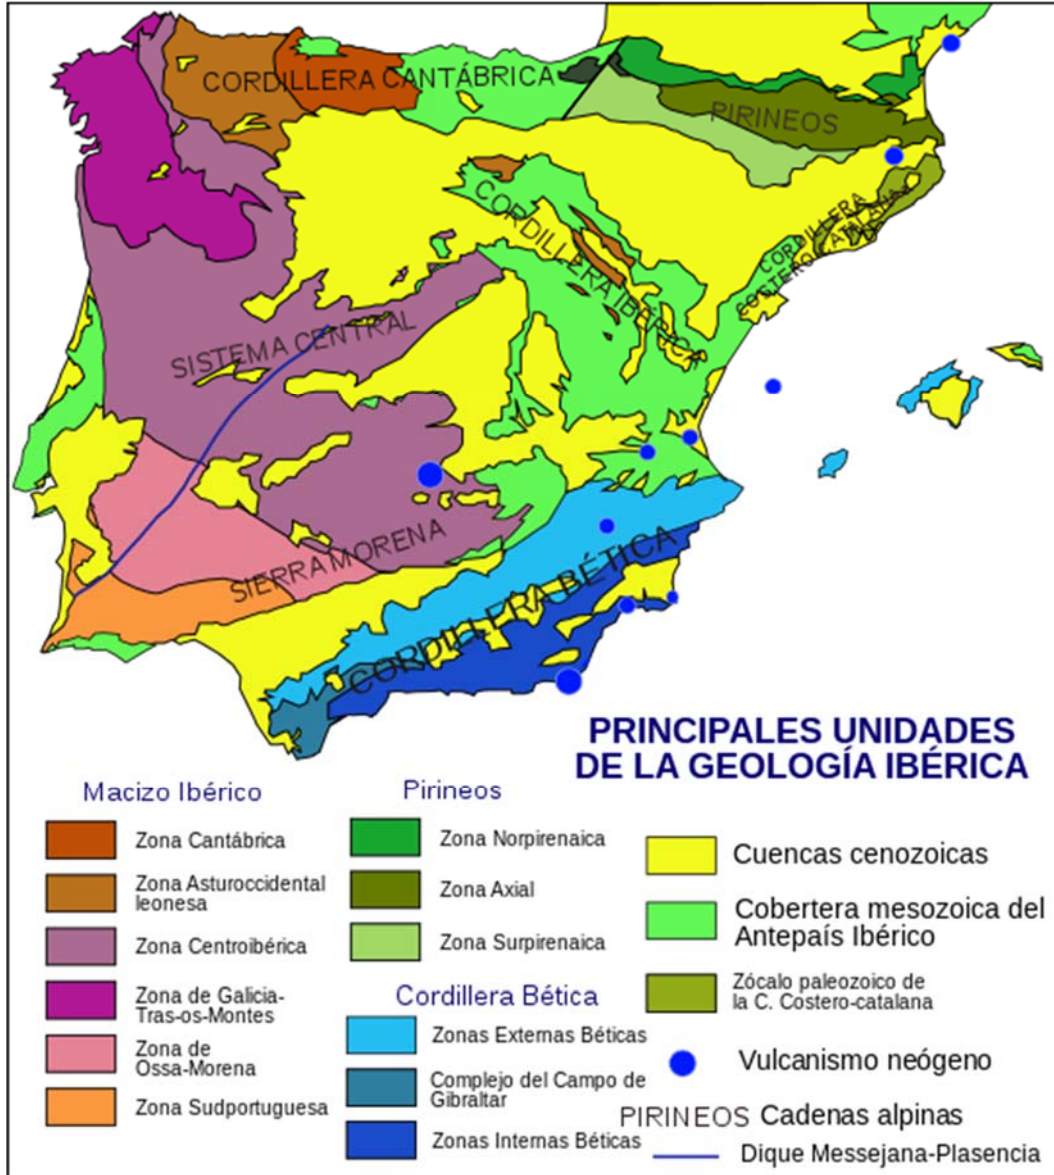 CORDILLERA CANTÁBRICA
PIRINEOS
CORDILLERA IBÉRICA
CORDILLERA
COSTERO CATALANA
SISTEMA CENTRAL
SIERRA MORENA
CORDILLERA BÉTICA
PRINCIPALES UNIDADES
DE LA GEOLOGÍA IBÉRICA
Macizo Ibérico
Zona Cantábrica
Zona Asturoccidental
leonesa
Zona Centroibérica
Zona de Galicia-
Tras-os-Montes
Zona de
Ossa-Morena
Zona Sudportuguesa
Pirineos
Zona Norpirenaica
Zona Axial
Zona Surpirenaica
Cordillera Bética
Zonas Externas Béticas
Complejo del Campo de
Gibraltar
Zonas Internas Béticas
Cuencas cenozoicas
Cobertera mesozoica del
Antepaís Ibérico
Zócalo paleozoico de
la C. Costero-catalana
Vulcanismo neógeno
PIRINEOS Cadenas alpinas
Dique Messejana-Plasencia